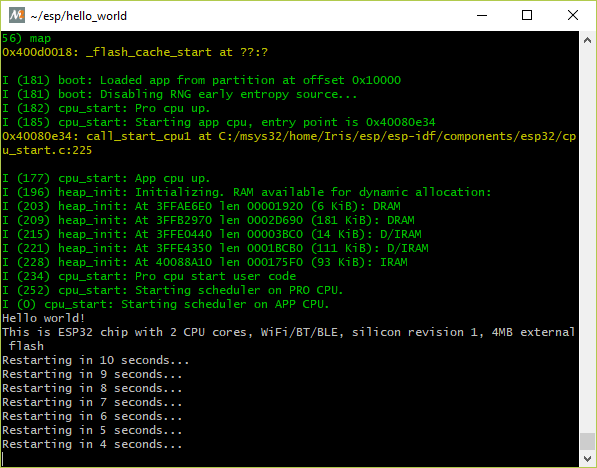 ~/esp/hello_world
56) map
0x400d0018: _flash_cache_start at ??:?
I (181) boot: Loaded app from partition at offset 0x10000
I (181) boot: Disabling RNG early entropy source...
I (182) cpu_start: Pro cpu up.
I (185) cpu_start: Starting app cpu, entry point is 0x40080e34
0x40080e34: call_start_cpu1 at C:/msys32/home/Iris/esp/esp-idf/components/esp32/cp
u_start.c:225
I (177) cpu_start: App cpu up.
I (196) heap_init: Initializing. RAM available for dynamic allocation:
I (203) heap_init: At 3FFAE6E0 len 00001920 (6 KiB): DRAM
I (209) heap_init: At 3FFB2970 len 0002D690 (181 KiB): DRAM
I (215) heap_init: At 3FFE0440 len 00003BC0 (14 KiB): D/IRAM
I (221) heap_init: At 3FFE4350 len 0001BCB0 (111 KiB): D/IRAM
I (228) heap_init: At 40088A10 len 000175F0 (93 KiB): IRAM
I (234) cpu_start: Pro cpu start user code
I (252) cpu_start: Starting scheduler on PRO CPU.
I (0) cpu_start: Starting scheduler on APP CPU.
Hello world!
This is ESP32 chip with 2 CPU cores, WiFi/BT/BLE, silicon revision 1, 4MB external
 flash
Restarting in 10 seconds...
Restarting in 9 seconds...
Restarting in 8 seconds...
Restarting in 7 seconds...
Restarting in 6 seconds...
Restarting in 5 seconds...
Restarting in 4 seconds...